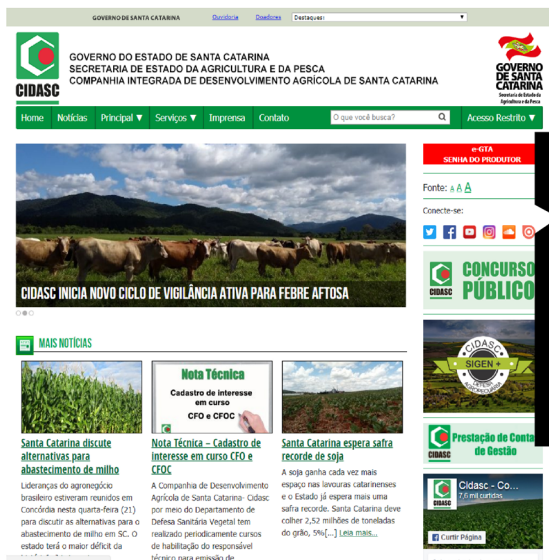 GOVERNO DE SANTA CATARINA
Ouvidoria
Destaques:
GOVERNO DO ESTADO DE SANTA CATARINA
SECRETARIA DE ESTADO DA AGRICULTURA E DA PESCA
COMPANHIA INTEGRADA DE DESENVOLVIMENTO AGRÍCOLA DE SANTA CATARINA
CIDASC
GOVERNO
DE SANTA
CATARINA
Secretaria de Estado da
Agricultura e da Pesca
Home Notícias Principal ▼ Serviços ▼ Imprensa Contato O que você busca? Acesso Restrito ▼
e-GTA
SENHA DO PRODUTOR
Fonte: A A A
Conecte-se:
CIDASC INICIA NOVO CICLO DE VIGILÂNCIA ATIVA PARA FEBRE AFTOSA
CIDASC
CONCURSO
PÚBLICO
MAIS NOTÍCIAS
CIDASC
SIGEN +
DEFESA AGROPECUÁRIA
Nota Técnica
Cadastro de interesse
em curso
CFO e CFOC
Santa Catarina discute
alternativas para
abastecimento de milho
Lideranças do agronegócio
brasileiro estiveram reunidos em
Concórdia nesta quarta-feira (21)
para discutir as alternativas para o
abastecimento de milho em SC. O
estado terá o maior déficit da
Nota Técnica – Cadastro de
interesse em curso CFO e
CFOC
A Companhia de Desenvolvimento
Agrícola de Santa Catarina- Cidasc
por meio do Departamento de
Defesa Sanitária Vegetal tem
realizado periodicamente cursos
de habilitação do responsável
técnico para emissão de
Santa Catarina espera safra
recorde de soja
A soja ganha cada vez mais
espaço nas lavouras catarinenses
e o Estado já espera mais uma
safra recorde. Santa Catarina deve
colher 2,52 milhões de toneladas
do grão, 5%[...] Leia mais...
CIDASC
Prestação de Conta
de Gestão
CIDASC
Cidasc - Co...
7,6 mil curtidas
Curtir Página